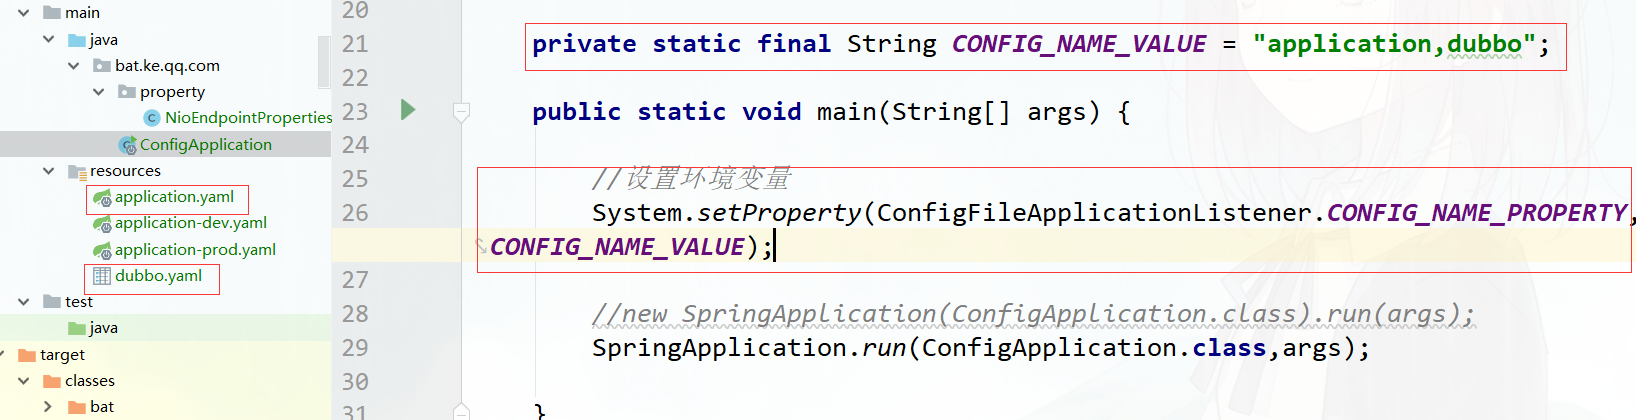 main
java
bat.ke.qq.com
property
NioEndpointProperties
ConfigApplication
resources
application.yaml
application-dev.yaml
application-prod.yaml
dubbo.yaml
test
java
target
classes
bat
20
21 private static final String CONFIG_NAME_VALUE = "application,dubbo";
22
23 public static void main(String[] args) {
24
25 //设置环境变量
26 System.setProperty(ConfigFileApplicationListener.CONFIG_NAME_PROPERTY,
CONFIG_NAME_VALUE);
27
28 //new SpringApplication(ConfigApplication.class).run(args);
29 SpringApplication.run(ConfigApplication.class,args);
30
31 }